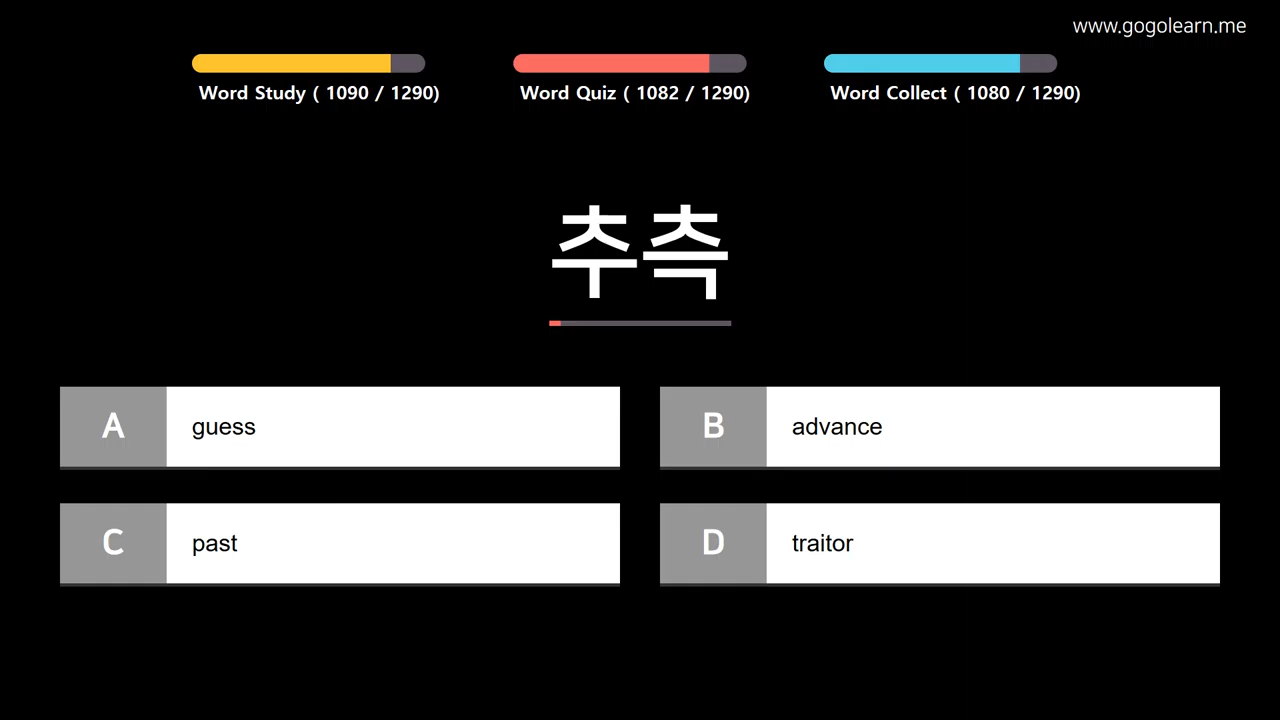 www.gogolearn.me
Word Study ( 1090 / 1290)
Word Quiz ( 1082 / 1290)
Word Collect ( 1080 / 1290)
추측
A guess
B advance
C past
D traitor